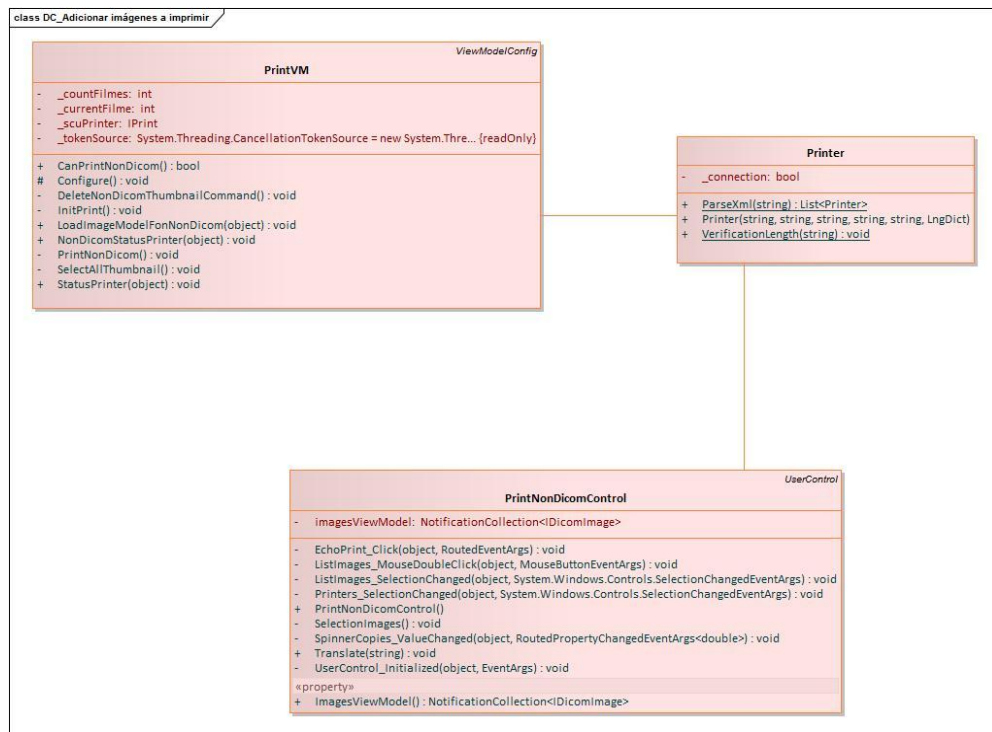 class DC_Adicionar imágenes a imprimir
ViewModelConfig
PrintVM
- _countFilmes: int
- _currentFilme: int
- _scuPrinter: IPrint
- _tokenSource: System.Threading.CancellationTokenSource = new System.Thre... {readOnly}
+ CanPrintNonDicom() : bool
# Configure() : void
- DeleteNonDicomThumbnailCommand() : void
- InitPrint() : void
+ LoadImageModelFonNonDicom(object) : void
+ NonDicomStatusPrinter(object) : void
- PrintNonDicom() : void
- SelectAllThumbnail() : void
+ StatusPrinter(object) : void
Printer
- _connection: bool
+ ParseXml(string) : List<Printer>
+ Printer(string, string, string, string, string, LngDict)
+ VerificationLength(string) : void
UserControl
PrintNonDicomControl
- imagesViewModel: NotificationCollection<IDicomImage>
- EchoPrint_Click(object, RoutedEventArgs) : void
- ListImages_MouseDoubleClick(object, MouseButtonEventArgs) : void
- ListImages_SelectionChanged(object, System.Windows.Controls.SelectionChangedEventArgs) : void
- Printers_SelectionChanged(object, System.Windows.Controls.SelectionChangedEventArgs) : void
+ PrintNonDicomControl()
- SelectionImages() : void
- SpinnerCopies_ValueChanged(object, RoutedPropertyChangedEventArgs<double>) : void
+ Translate(string) : void
- UserControl_Initialized(object, EventArgs) : void
«property»
+ ImagesViewModel() : NotificationCollection<IDicomImage>